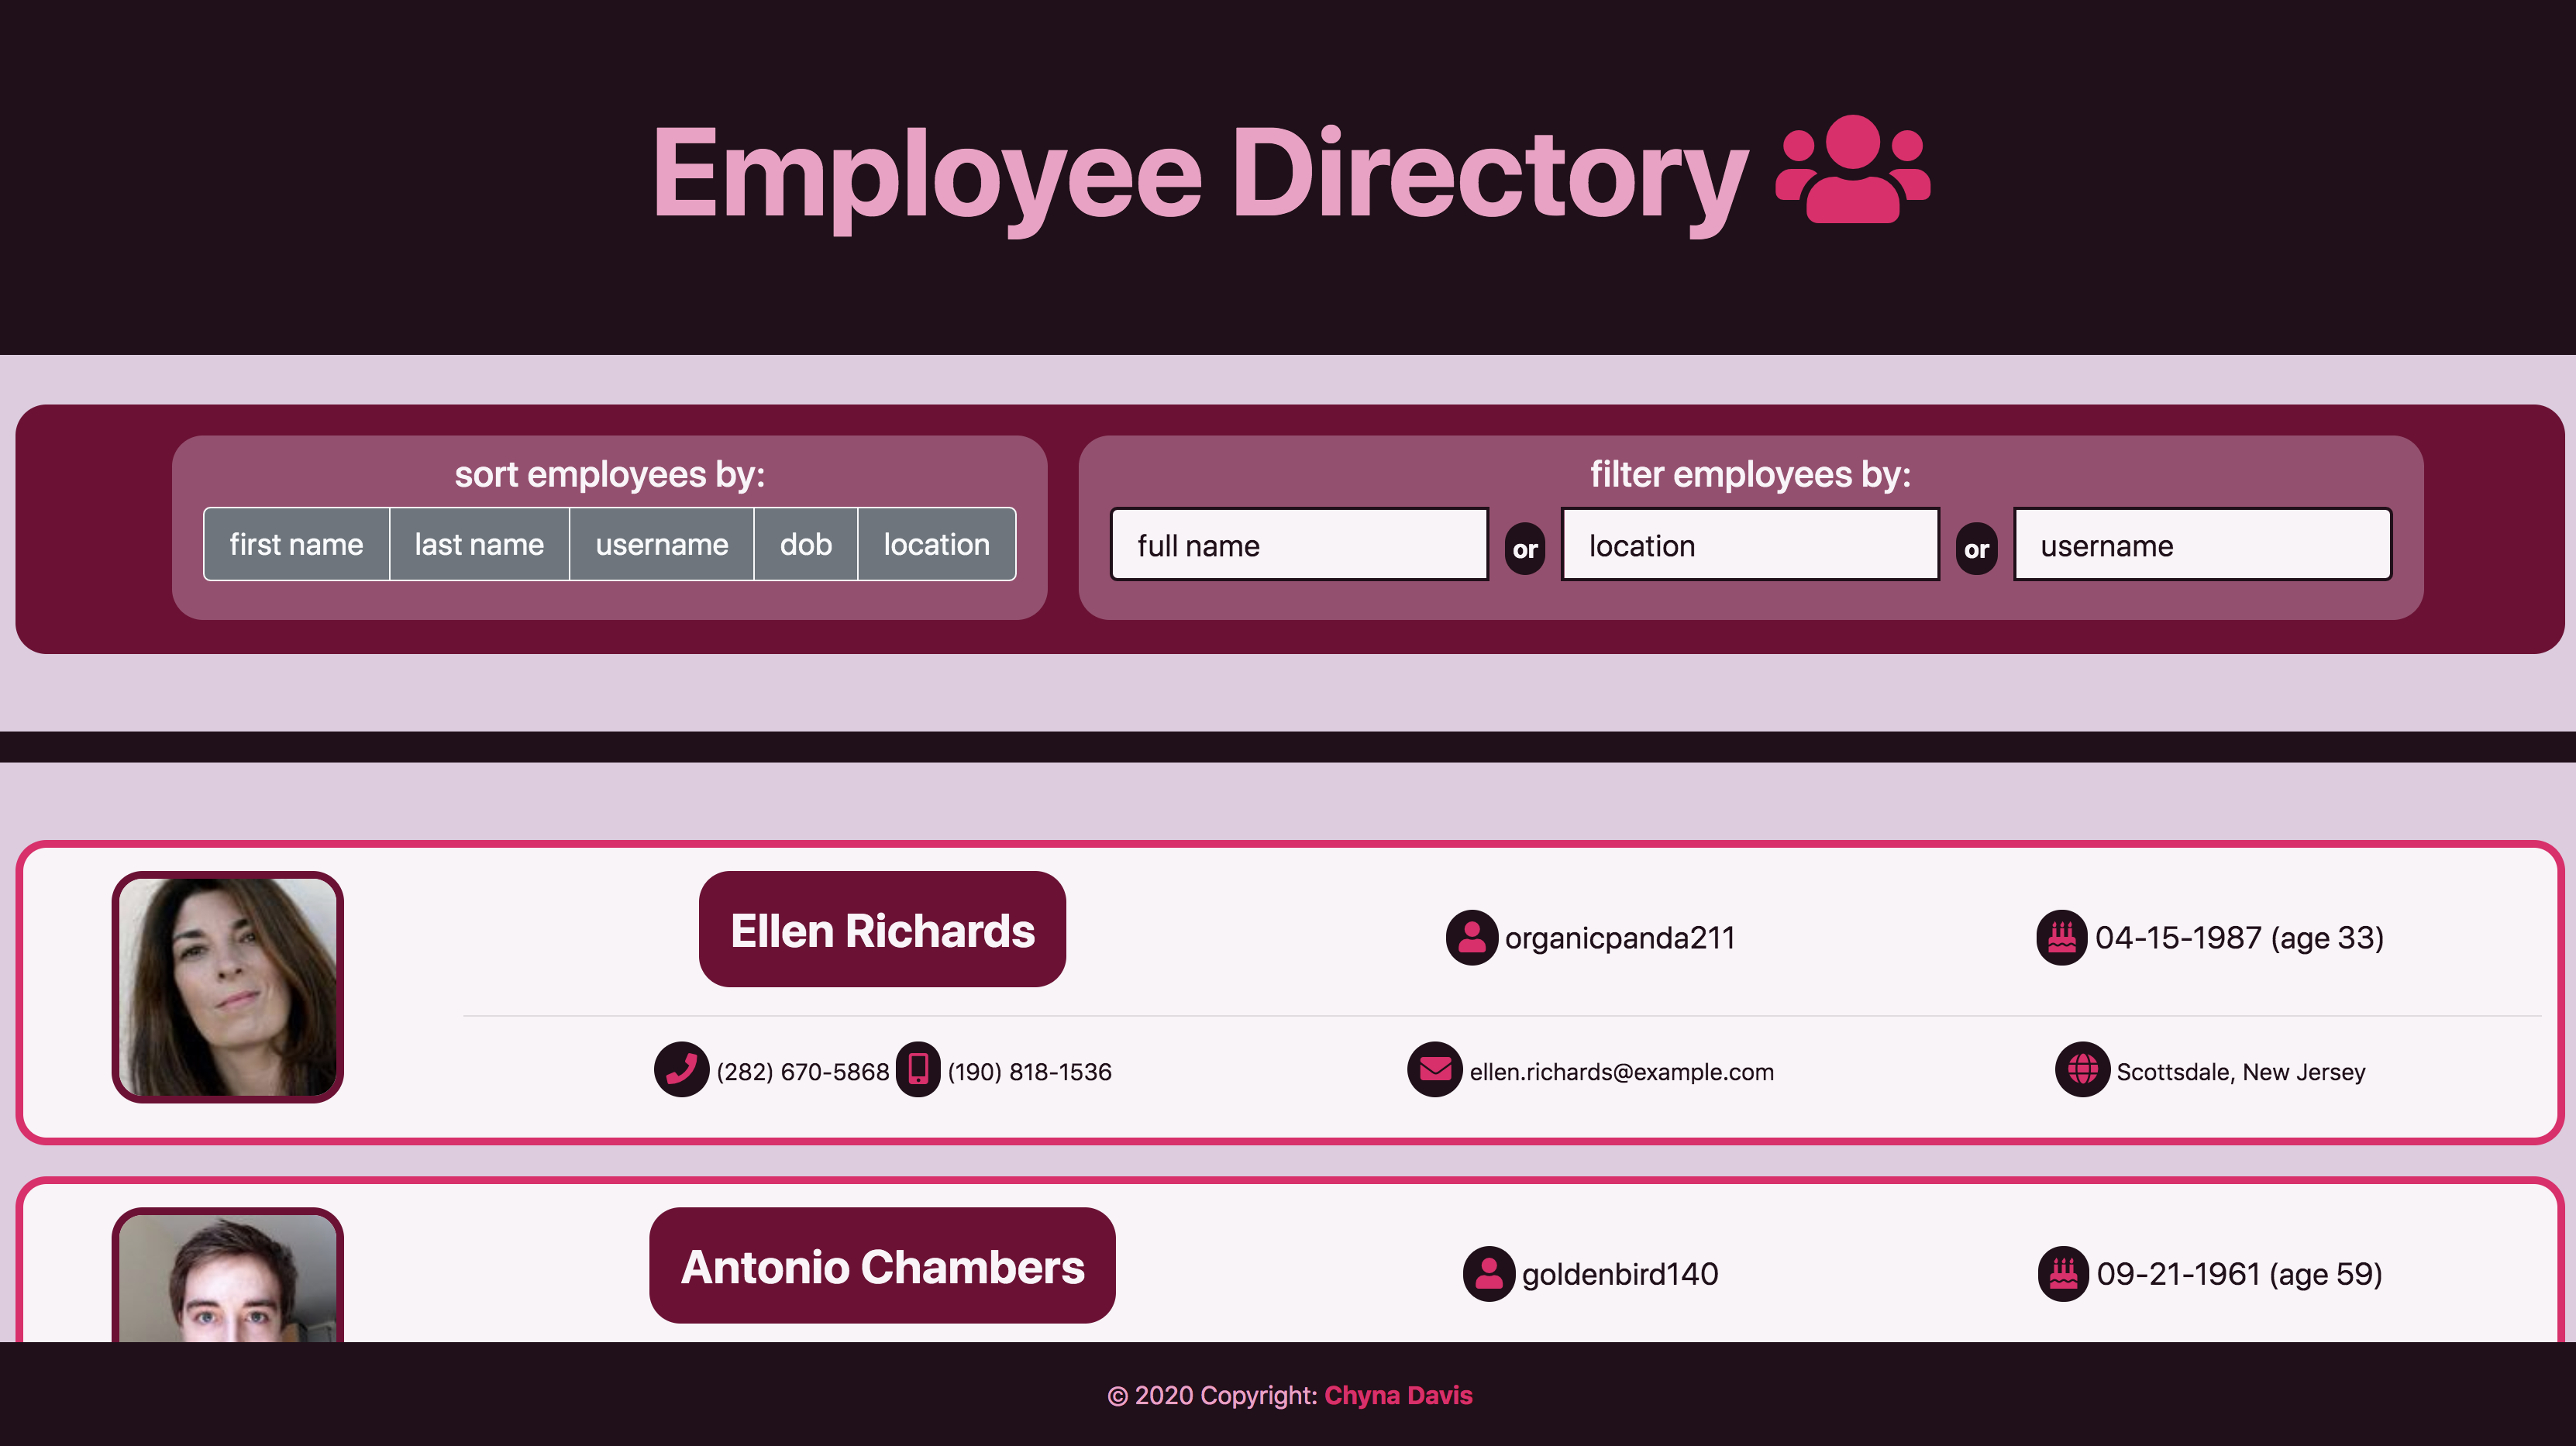 Employee Directory
sort employees by:
first name last name username dob location
filter employees by:
full name or location or username
Ellen Richards
organicpanda211
04-15-1987 (age 33)
(282) 670-5868 (190) 818-1536
ellen.richards@example.com
Scottsdale, New Jersey
Antonio Chambers
goldenbird140
09-21-1961 (age 59)
© 2020 Copyright: Chyna Davis